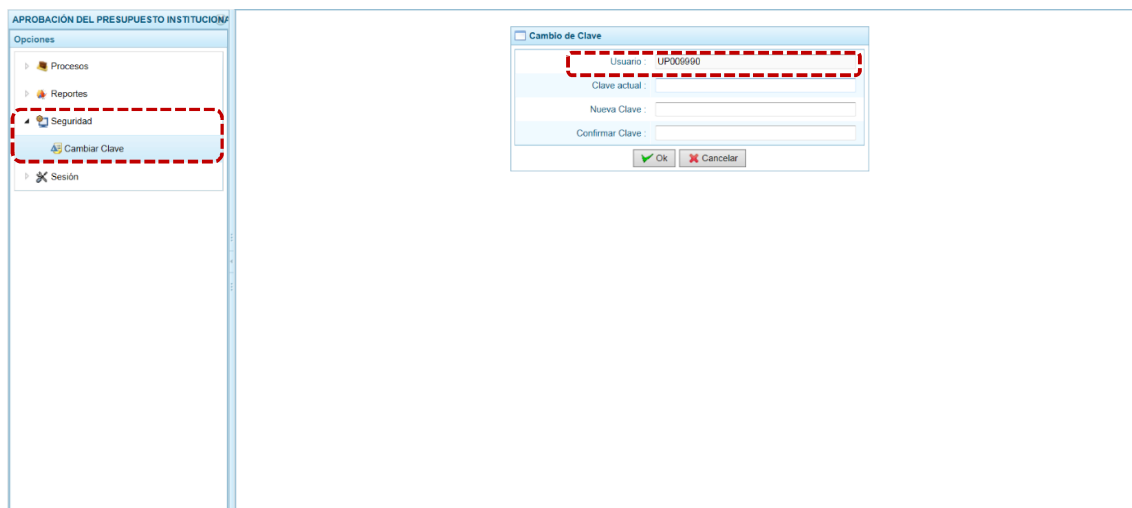 APROBACIÓN DEL PRESUPUESTO INSTITUCIONA
Opciones
Procesos
Reportes
Seguridad
Cambiar Clave
Sesión
Cambio de Clave
Usuario : UP009990
Clave actual :
Nueva Clave :
Confirmar Clave :
Ok Cancelar